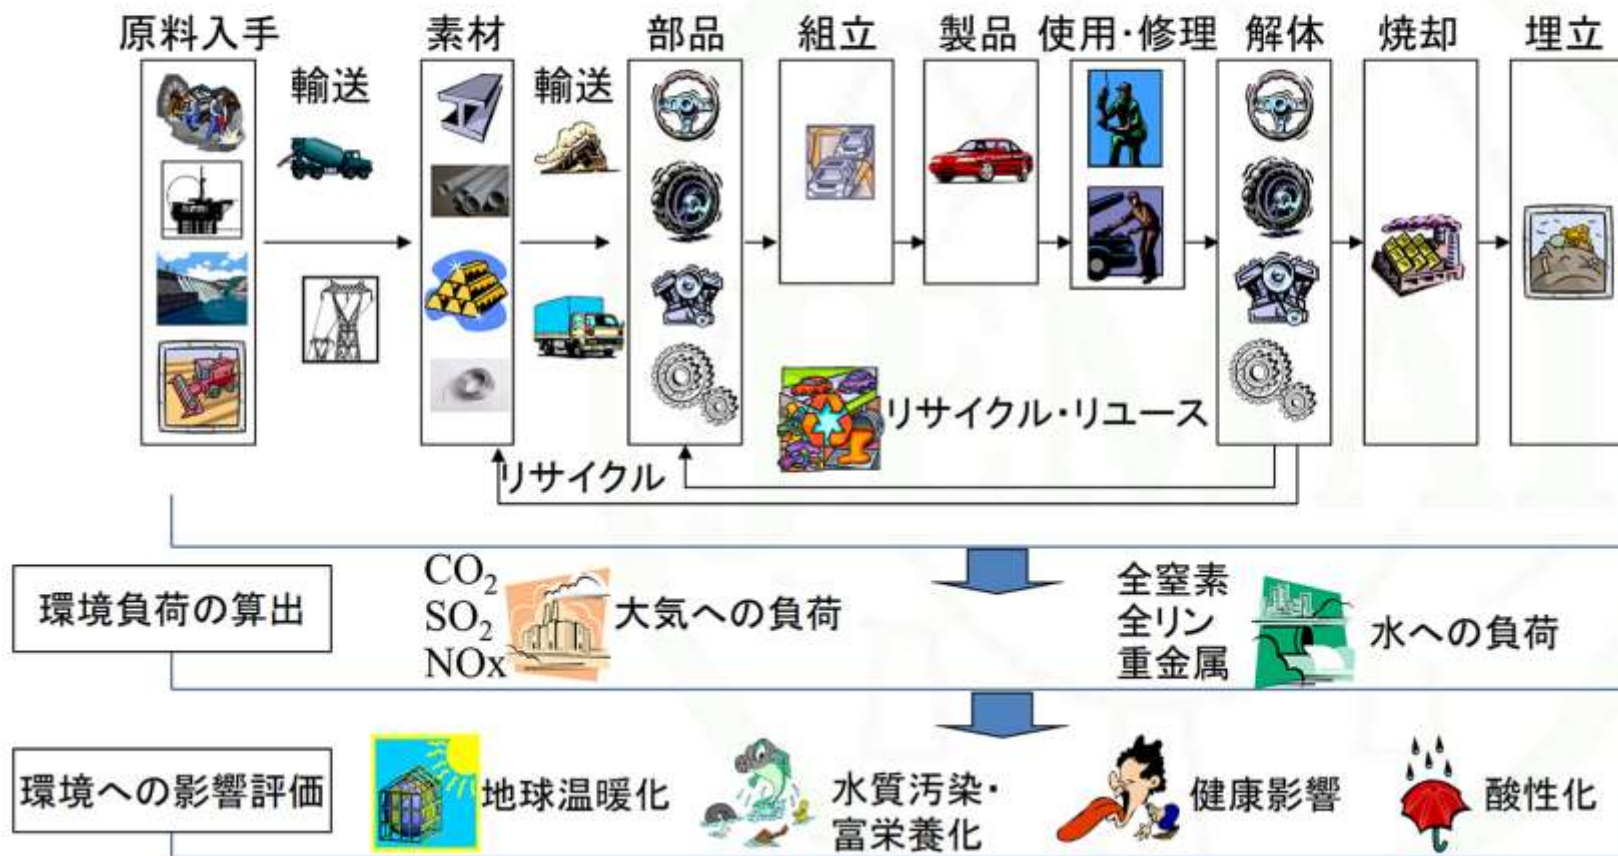 原料入手
素材
部品
組立
製品
使用・修理
解体
焼却
埋立
輸送
輸送
リサイクル・リユース
リサイクル
環境負荷の算出
CO₂
SO₂
NOx
大気への負荷
全窒素
全リン
重金属
水への負荷
環境への影響評価
地球温暖化
水質汚染・
富栄養化
健康影響
酸性化